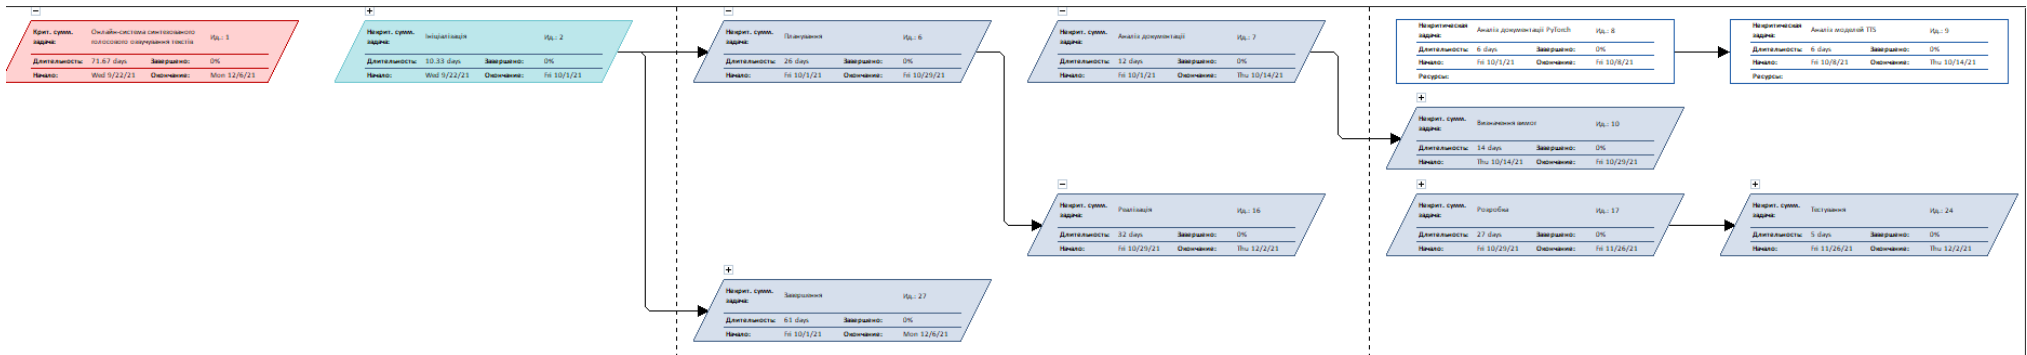 Крит. сумм. задача: Онлайн-система синтезованого голосового озвучування текстів Ид.: 1
Длительность: 71.67 days Завершено: 0%
Начало: Wed 9/22/21 Окончание: Mon 12/6/21
Некрит. сумм. задача: Ініціалізація Ид.: 2
Длительность: 10.33 days Завершено: 0%
Начало: Wed 9/22/21 Окончание: Fri 10/1/21
Некрит. сумм. задача: Планування Ид.: 6
Длительность: 26 days Завершено: 0%
Начало: Fri 10/1/21 Окончание: Fri 10/29/21
Некрит. сумм. задача: Аналіз документації Ид.: 7
Длительность: 12 days Завершено: 0%
Начало: Fri 10/1/21 Окончание: Thu 10/14/21
Некритическая задача: Аналіз документації PyTorch Ид.: 8
Длительность: 6 days Завершено: 0%
Начало: Fri 10/1/21 Окончание: Fri 10/8/21
Ресурсы:
Некритическая задача: Аналіз моделей TTS Ид.: 9
Длительность: 6 days Завершено: 0%
Начало: Fri 10/8/21 Окончание: Thu 10/14/21
Ресурсы:
Некрит. сумм. задача: Визначення вимог Ид.: 10
Длительность: 14 days Завершено: 0%
Начало: Thu 10/14/21 Окончание: Fri 10/29/21
Некрит. сумм. задача: Реалізація Ид.: 16
Длительность: 32 days Завершено: 0%
Начало: Fri 10/29/21 Окончание: Thu 12/2/21
Некрит. сумм. задача: Розробка Ид.: 17
Длительность: 27 days Завершено: 0%
Начало: Fri 10/29/21 Окончание: Fri 11/26/21
Некрит. сумм. задача: Тестування Ид.: 24
Длительность: 5 days Завершено: 0%
Начало: Fri 11/26/21 Окончание: Thu 12/2/21
Некрит. сумм. задача: Завершення Ид.: 27
Длительность: 61 days Завершено: 0%
Начало: Fri 10/1/21 Окончание: Mon 12/6/21